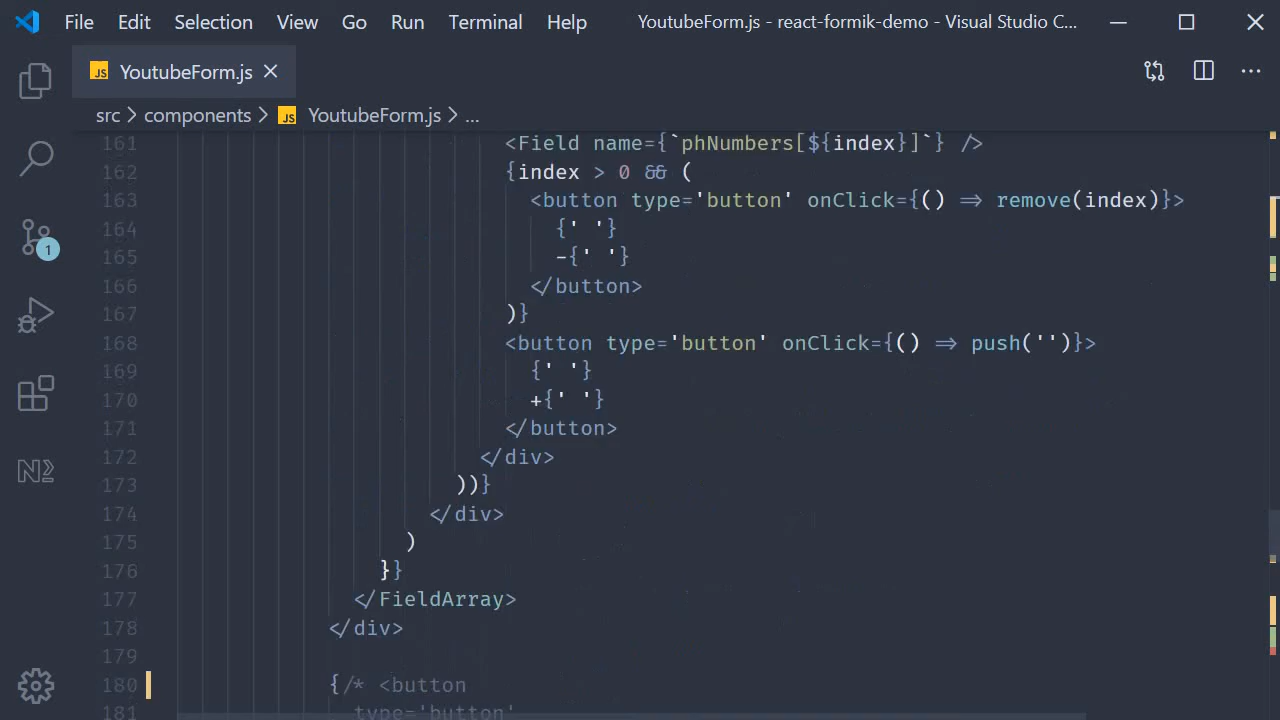 File Edit Selection View Go Run Terminal Help YoutubeForm.js - react-formik-demo - Visual Studio C...
JS YoutubeForm.js
src > components > JS YoutubeForm.js > ...
161 <Field name={`phNumbers[${index}]`} />
162 {index > 0 && (
163 <button type='button' onClick={() => remove(index)}>
164 {' '}
165 -{' '}
166 </button>
167 )}
168 <button type='button' onClick={() => push('')}>
169 {' '}
170 +{' '}
171 </button>
172 </div>
173 ))}
174 </div>
175 )
176 }}
177 </FieldArray>
178 </div>
179
180 {/* <button
181 type='button'
1
N